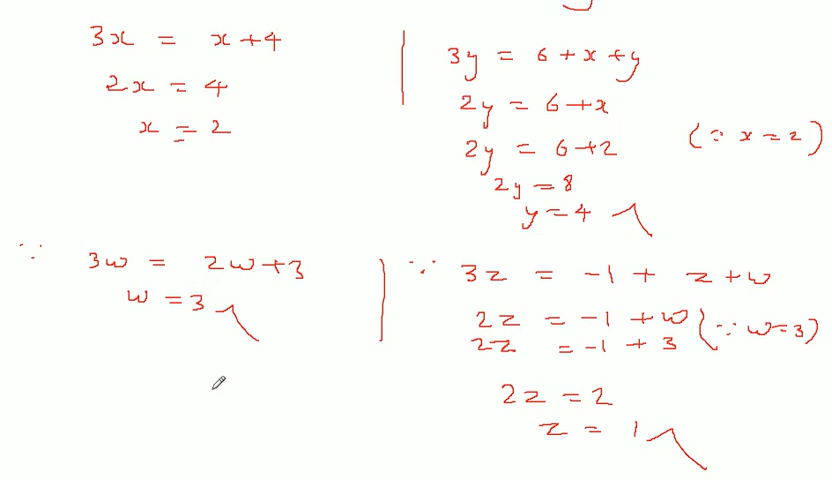 3x = x+4
2x = 4
x = 2
3y = 6+x+y
2y = 6+x
2y = 6+2 (∵ x=2)
2y = 8
y = 4
∵ 3w = 2w+3
w = 3
∵ 3z = -1 + z+w
2z = -1 +w (∵ w=3)
2z = -1 + 3
2z = 2
z = 1